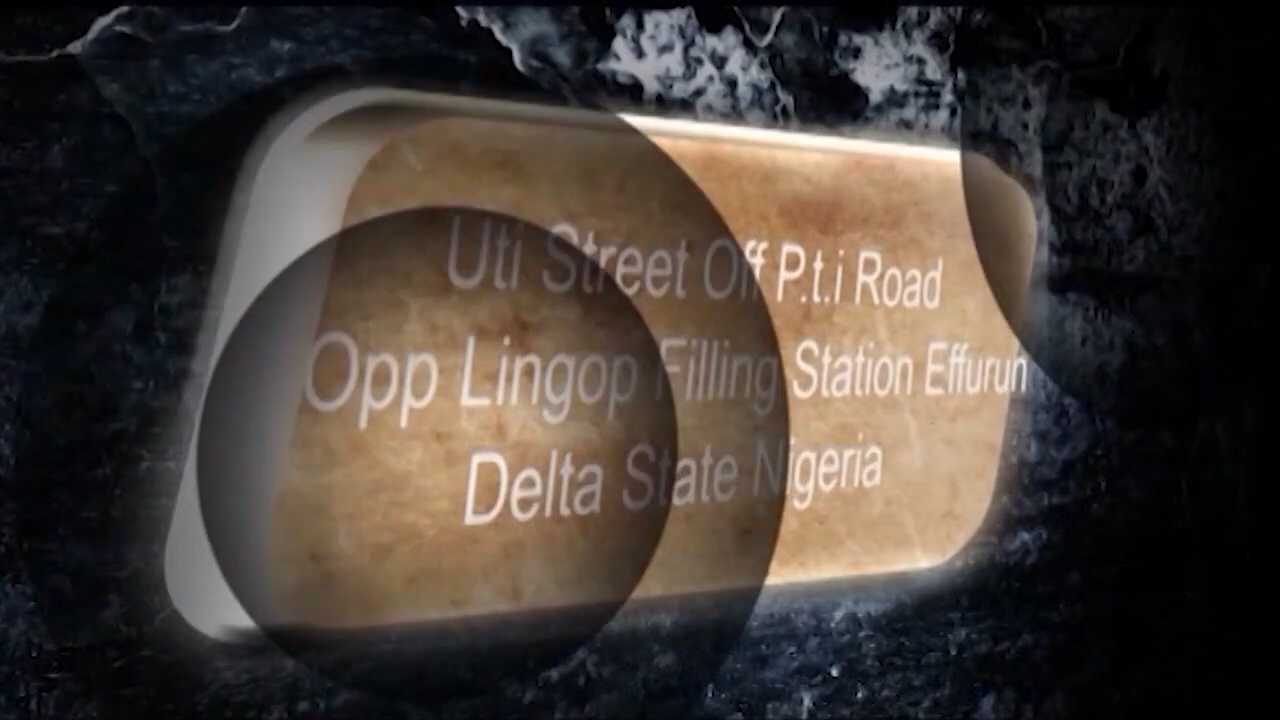 Uti Street Off P.t.i Road
Opp Lingop Filling Station Effurun
Delta State Nigeria